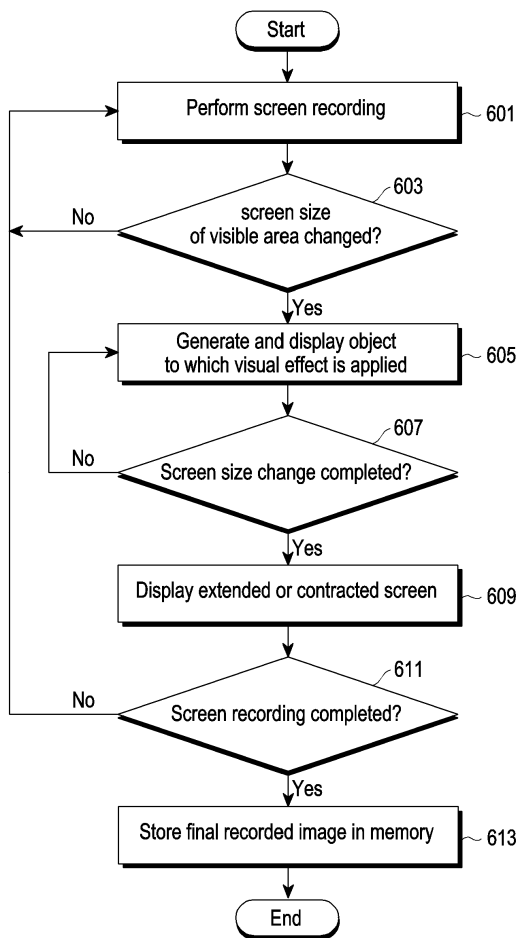 Start
Perform screen recording
601
603
No
screen size
of visible area changed?
Yes
Generate and display object
to which visual effect is applied
605
607
No
Screen size change completed?
Yes
Display extended or contracted screen
609
611
No
Screen recording completed?
Yes
Store final recorded image in memory
613
End